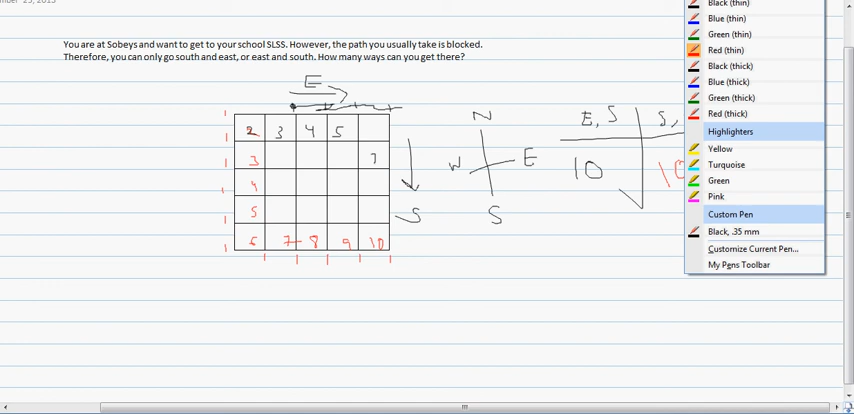 You are at Sobeys and want to get to your school SLSS. However, the path you usually take is blocked.
Therefore, you can only go south and east, or east and south. How many ways can you get there?
E
2 3 4 5
3 7
4
5
6 7 8 9 10
S
N
W E
S
E, S S,
10 10
Black (thin)
Blue (thin)
Green (thin)
Red (thin)
Black (thick)
Blue (thick)
Green (thick)
Red (thick)
Highlighters
Yellow
Turquoise
Green
Pink
Custom Pen
Black, .35 mm
Customize Current Pen...
My Pens Toolbar